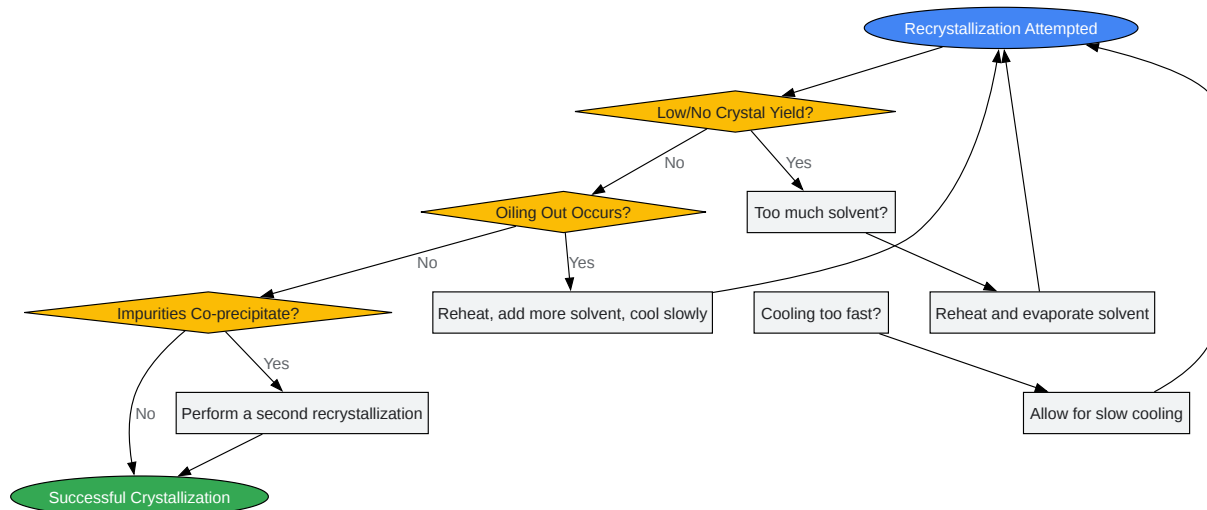 Recrystallization Attempted
Low/No Crystal Yield?
No
Yes
Oiling Out Occurs?
Too much solvent?
No
Yes
Impurities Co-precipitate?
Reheat, add more solvent, cool slowly
Cooling too fast?
Reheat and evaporate solvent
Yes
No
Perform a second recrystallization
Allow for slow cooling
Successful Crystallization